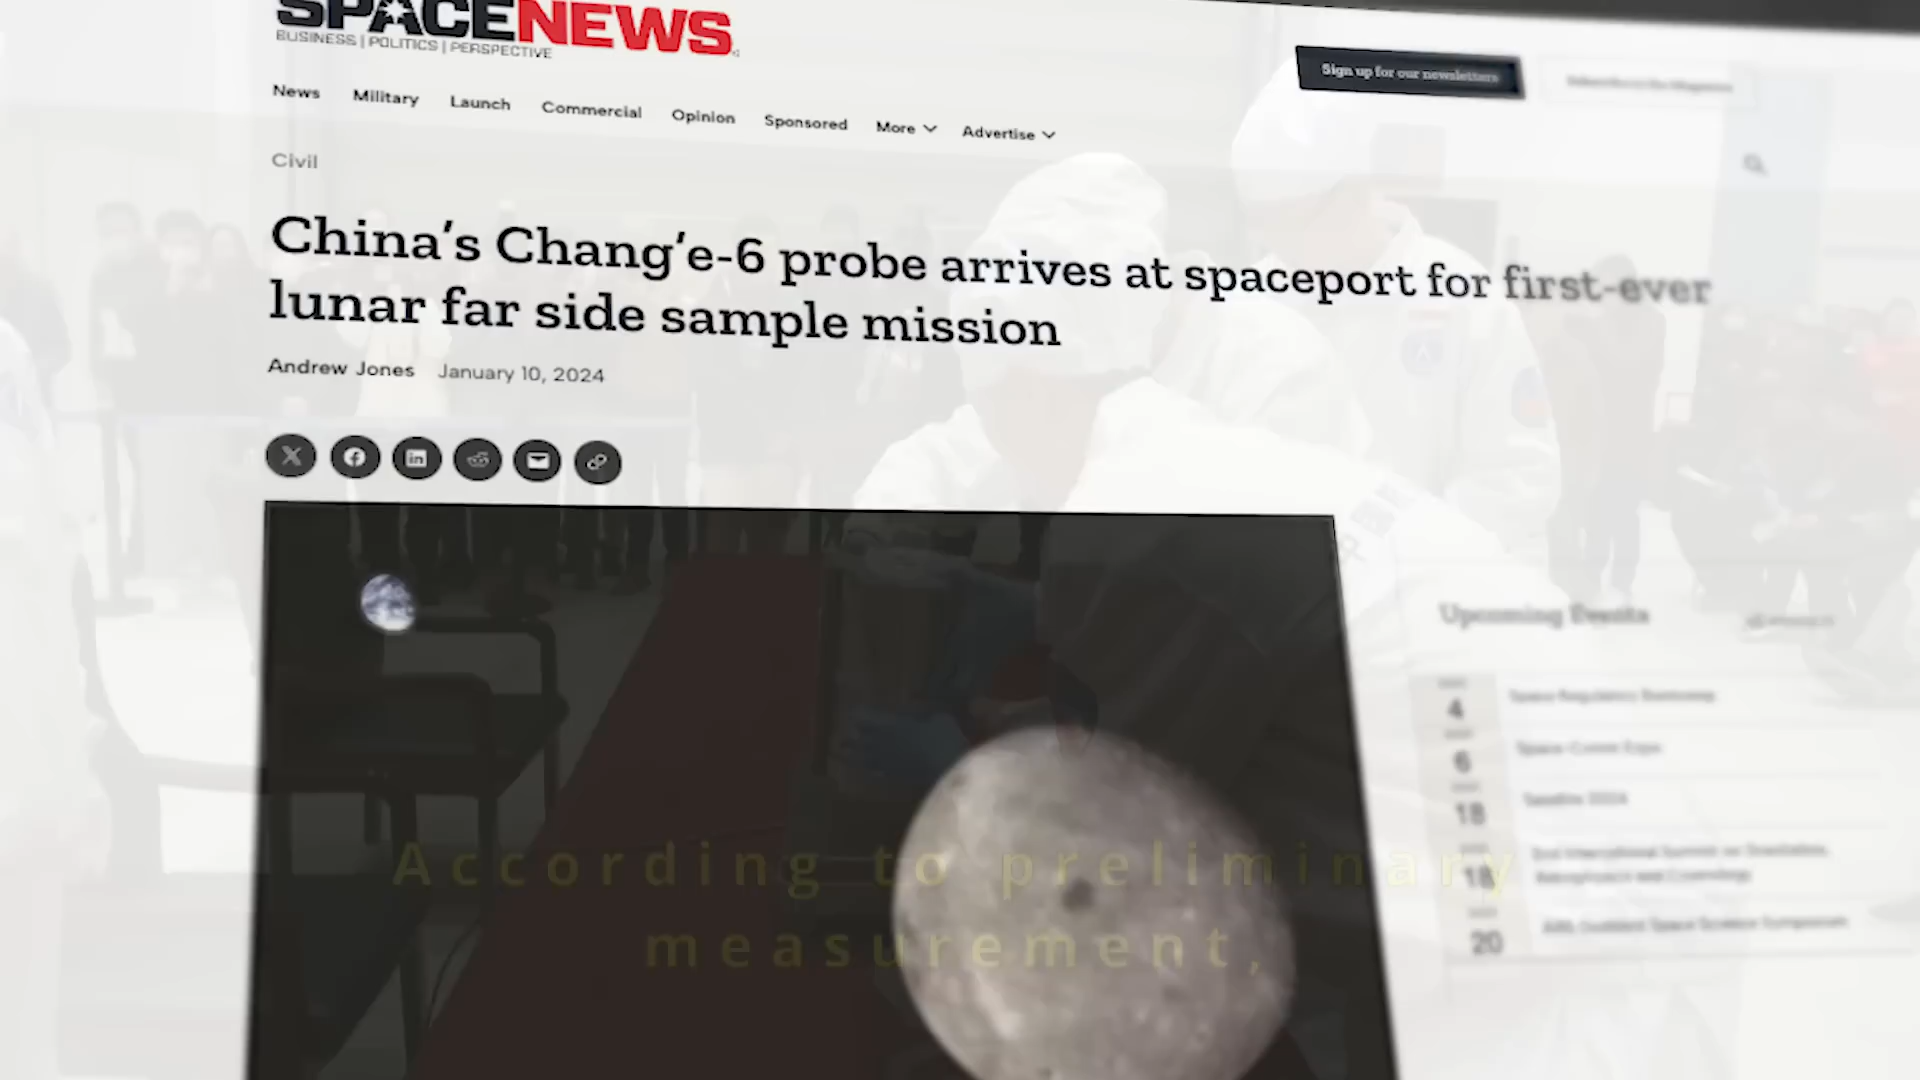 SPACENEWS
BUSINESS | POLITICS | PERSPECTIVE
Sign up for our newsletters
News Military Launch Commercial Opinion Sponsored More Advertise
Civil
China's Chang'e-6 probe arrives at spaceport for first-ever
lunar far side sample mission
Andrew Jones January 10, 2024
Upcoming Events
4
6
18
18
20
According to preliminary
measurement,